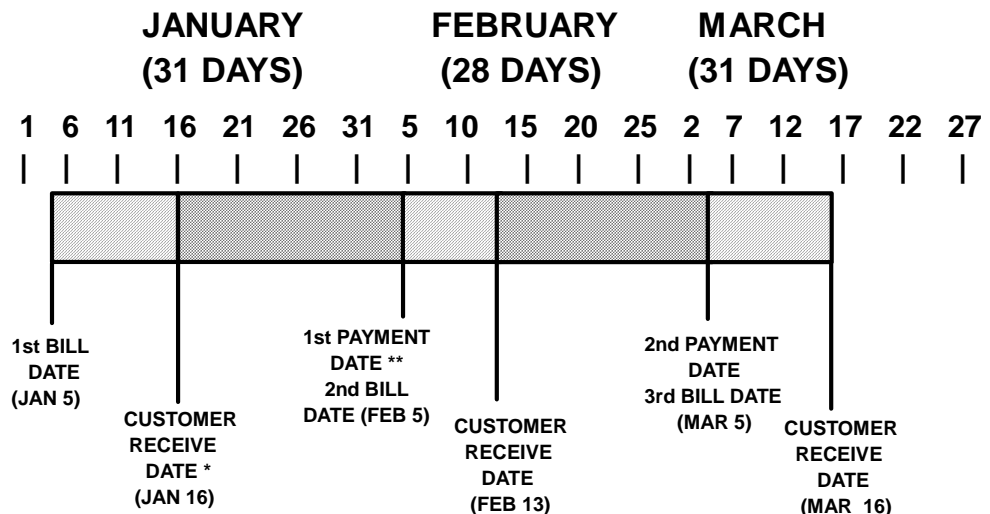 JANUARY
(31 DAYS)
FEBRUARY
(28 DAYS)
MARCH
(31 DAYS)
1 6 11 16 21 26 31 5 10 15 20 25 2 7 12 17 22 27
1st BILL
DATE
(JAN 5)
CUSTOMER
RECEIVE
DATE *
(JAN 16)
1st PAYMENT
DATE **
2nd BILL
DATE (FEB 5)
CUSTOMER
RECEIVE
DATE
(FEB 13)
2nd PAYMENT
DATE
3rd BILL DATE
(MAR 5)
CUSTOMER
RECEIVE
DATE
(MAR 16)